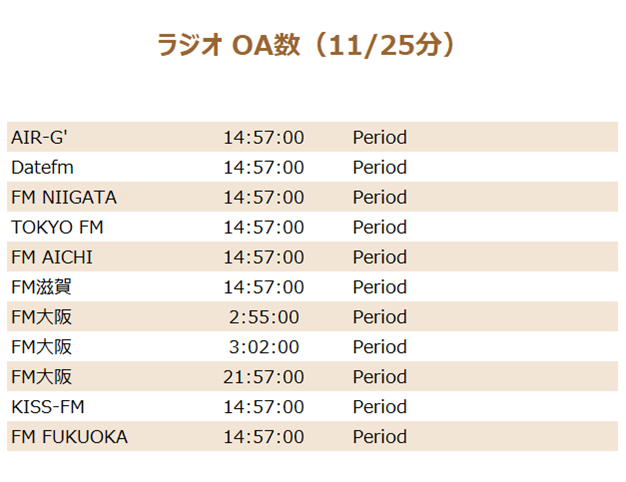 ラジオ OA数（11/25分）
AIR-G' 14:57:00 Period
Datefm 14:57:00 Period
FM NIIGATA 14:57:00 Period
TOKYO FM 14:57:00 Period
FM AICHI 14:57:00 Period
FM滋賀 14:57:00 Period
FM大阪 2:55:00 Period
FM大阪 3:02:00 Period
FM大阪 21:57:00 Period
KISS-FM 14:57:00 Period
FM FUKUOKA 14:57:00 Period